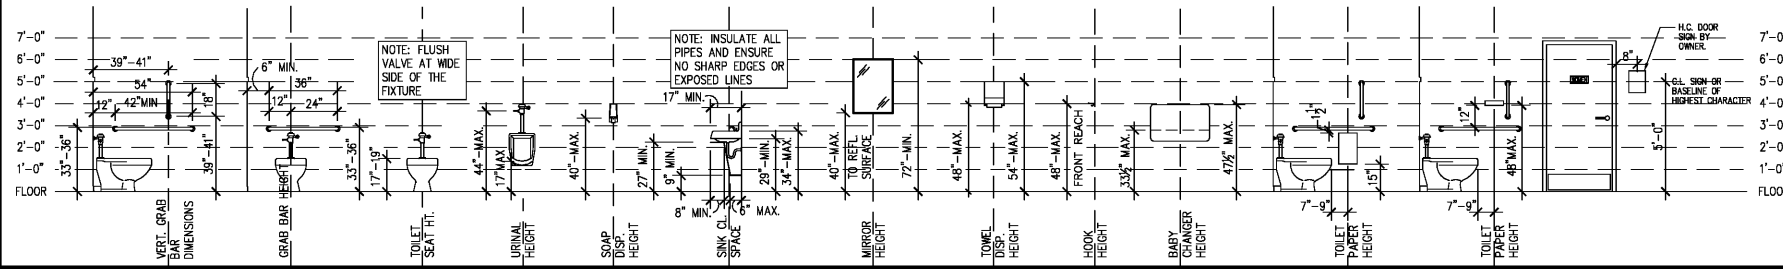 7'-0"
6'-0"
5'-0"
4'-0"
3'-0"
2'-0"
1'-0"
FLOOR
33"-36"
39"-41"
54"
12"
42"MIN
18"
39"-41"
VERT. GRAB
BAR
DIMENSIONS
6" MIN.
36"
12"
24"
33"-36"
GRAB BAR HEIGHT
NOTE: FLUSH
VALVE AT WIDE
SIDE OF THE
FIXTURE
17"-19"
TOILET
SEAT HT.
44"-MAX.
17"MAX
URINAL
HEIGHT
40"-MAX.
SOAP
DISP.
HEIGHT
NOTE: INSULATE ALL
PIPES AND ENSURE
NO SHARP EDGES OR
EXPOSED LINES
17" MIN.
27" MIN.
9" MIN.
29"-MIN.
34"-MAX.
8" MIN.
6" MAX.
SINK CL.
SPACE
40"-MAX.
TO REFL.
SURFACE
72"-MIN.
MIRROR
HEIGHT
48"-MAX.
54"-MAX.
TOWEL
DISP.
HEIGHT
48"-MAX.
FRONT REACH
HOOK
HEIGHT
33½" MAX.
47½" MAX.
BABY
CHANGER
HEIGHT
12"
15"
7"-9"
TOILET
PAPER
HEIGHT
12"
48"MAX.
7"-9"
TOILET
PAPER
HEIGHT
8"
H.C. DOOR
SIGN BY
OWNER.
C.L. SIGN OR
BASELINE OF
HIGHEST CHARACTER
5'-0"
7'-0
6'-0
5'-0
4'-0
3'-0
2'-0
1'-0
FLOO